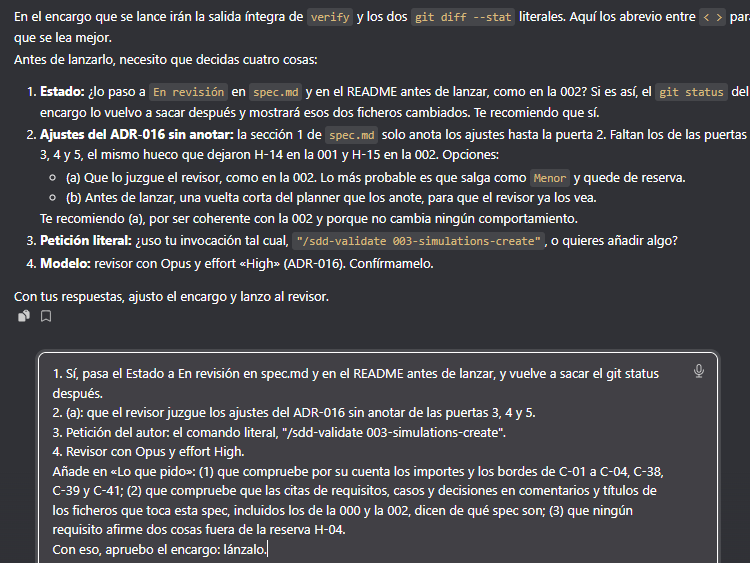 En el encargo que se lance irán la salida íntegra de verify y los dos git diff --stat literales. Aquí los abrevio entre < > para
que se lea mejor.
Antes de lanzarlo, necesito que decidas cuatro cosas:
1. Estado: ¿lo paso a En revisión en spec.md y en el README antes de lanzar, como en la 002? Si es así, el git status del
encargo lo vuelvo a sacar después y mostrará esos dos ficheros cambiados. Te recomiendo que sí.
2. Ajustes del ADR-016 sin anotar: la sección 1 de spec.md solo anota los ajustes hasta la puerta 2. Faltan los de las puertas
3, 4 y 5, el mismo hueco que dejaron H-14 en la 001 y H-15 en la 002. Opciones:
(a) Que lo juzgue el revisor, como en la 002. Lo más probable es que salga como Menor y quede de reserva.
(b) Antes de lanzar, una vuelta corta del planner que los anote, para que el revisor ya los vea.
Te recomiendo (a), por ser coherente con la 002 y porque no cambia ningún comportamiento.
3. Petición literal: ¿uso tu invocación tal cual, "/sdd-validate 003-simulations-create", o quieres añadir algo?
4. Modelo: revisor con Opus y effort «High» (ADR-016). Confírmamelo.
Con tus respuestas, ajusto el encargo y lanzo al revisor.
1. Sí, pasa el Estado a En revisión en spec.md y en el README antes de lanzar, y vuelve a sacar el git status
después.
2. (a): que el revisor juzgue los ajustes del ADR-016 sin anotar de las puertas 3, 4 y 5.
3. Petición del autor: el comando literal, "/sdd-validate 003-simulations-create".
4. Revisor con Opus y effort High.
Añade en «Lo que pido»: (1) que compruebe por su cuenta los importes y los bordes de C-01 a C-04, C-38,
C-39 y C-41; (2) que compruebe que las citas de requisitos, casos y decisiones en comentarios y títulos de
los ficheros que toca esta spec, incluidos los de la 000 y la 002, dicen de qué spec son; (3) que ningún
requisito afirme dos cosas fuera de la reserva H-04.
Con eso, apruebo el encargo: lánzalo.